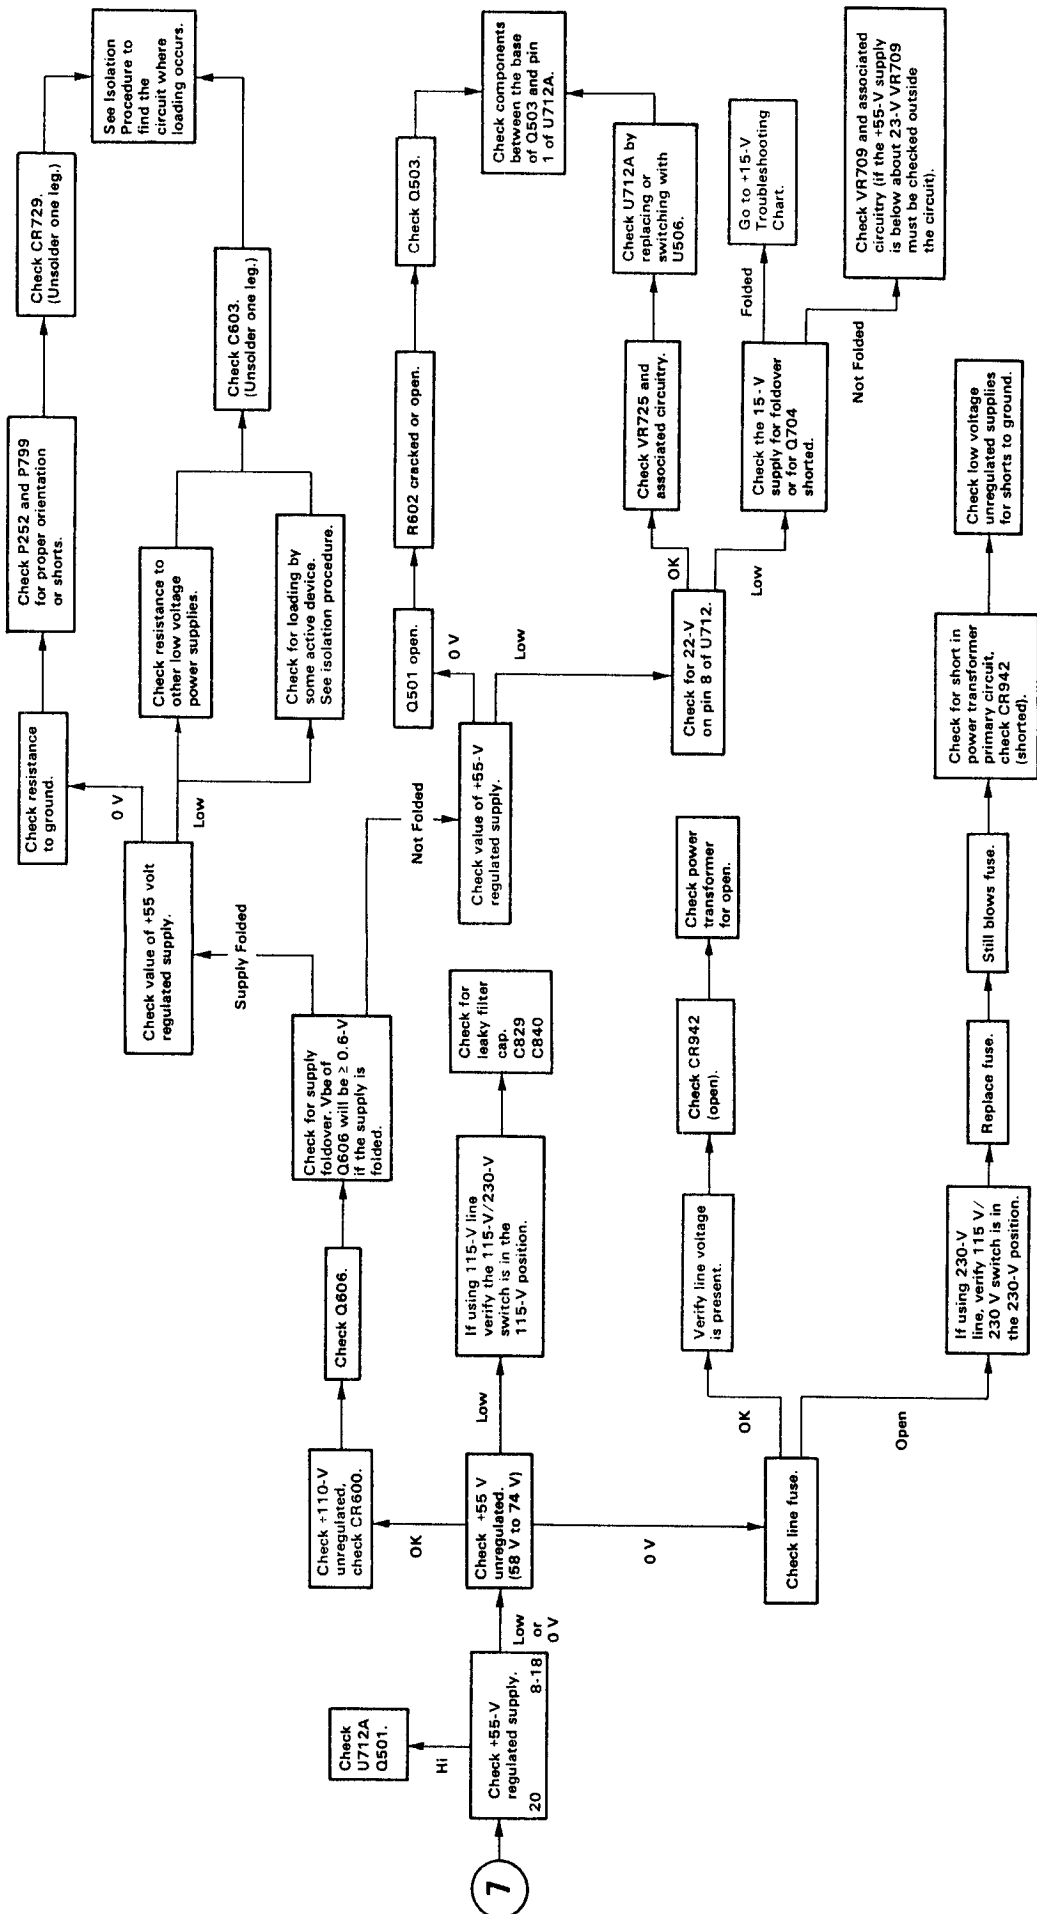 7
Check +55-V
regulated supply.
20 8-18
Hi
Check
U712A
Q501.
Low
or
0 V
Check +55 V
unregulated.
(58 V to 74 V)
OK
Check +110-V
unregulated,
check CR600.
Check Q606.
Check for supply
foldover. Vbe of
Q606 will be ≥ 0.6-V
if the supply is
folded.
Supply Folded
Check value of +55 volt
regulated supply.
0 V
Check resistance
to ground.
Check P252 and P799
for proper orientation
or shorts.
Check CR729.
(Unsolder one leg.)
See Isolation
Procedure to
find the
circuit where
loading occurs.
Low
Check resistance to
other low voltage
power supplies.
Check for loading by
some active device.
See isolation procedure.
Check C603.
(Unsolder one leg.)
Not Folded
Check value of +55-V
regulated supply.
0 V
Q501 open.
R602 cracked or open.
Check Q503.
Check components
between the base
of Q503 and pin
1 of U712A.
Low
Check for 22-V
on pin 8 of U712.
OK
Check VR725 and
associated circuitry.
Check U712A by
replacing or
switching with
U506.
Low
Check the 15-V
supply for foldover
or for Q704
shorted.
Folded
Go to +15-V
Troubleshooting
Chart.
Not Folded
Check VR709 and associated
circuitry (if the +55-V supply
is below about 23-V VR709
must be checked outside
the circuit).
Low
If using 115-V line
verify the 115-V/230-V
switch is in the
115-V position.
Check for
leaky filter
cap.
C829
C840
0 V
Check line fuse.
OK
Verify line voltage
is present.
Check CR942
(open).
Check power
transformer
for open.
Open
If using 230-V
line, verify 115 V/
230 V switch is in
the 230-V position.
Replace fuse.
Still blows fuse.
Check for short in
power transformer
primary circuit,
check CR942
(shorted).
Check low voltage
unregulated supplies
for shorts to ground.